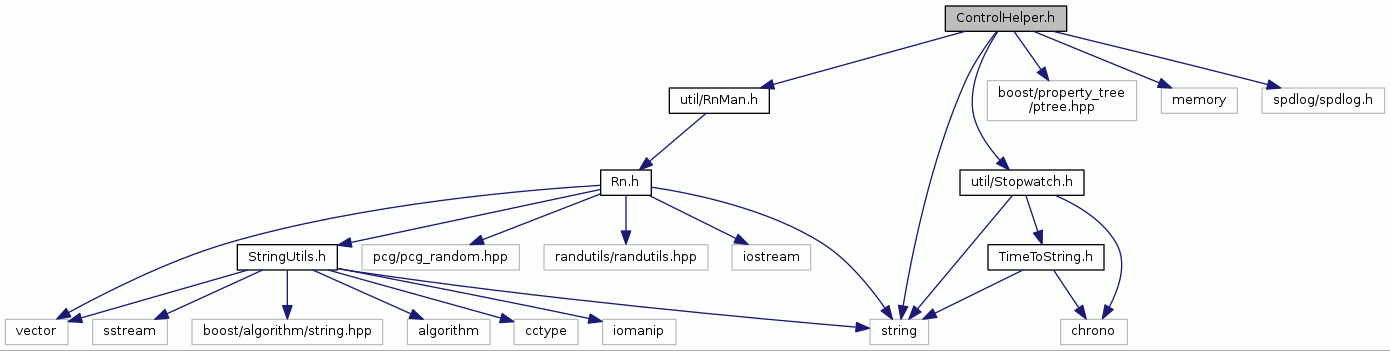 ControlHelper.h
util/RnMan.h
boost/property_tree
/ptree.hpp
memory
spdlog/spdlog.h
Rn.h
util/Stopwatch.h
StringUtils.h
pcg/pcg_random.hpp
randutils/randutils.hpp
iostream
TimeToString.h
vector
sstream
boost/algorithm/string.hpp
algorithm
cctype
iomanip
string
chrono